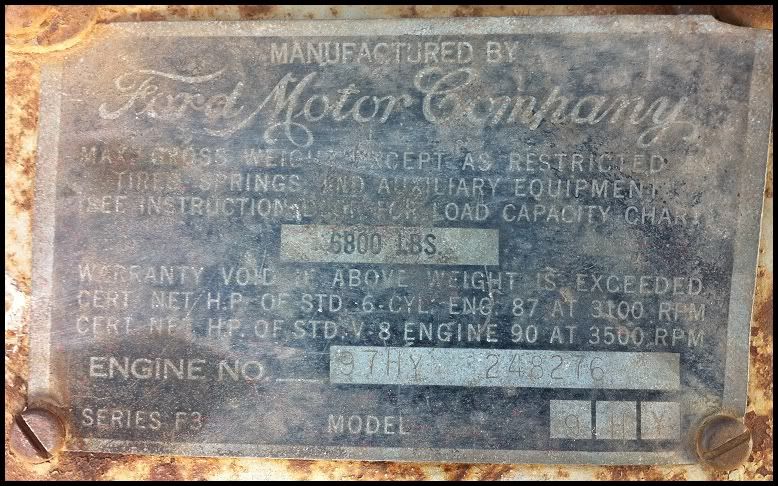 MANUFACTURED BY
Ford Motor Company
MAX. GROSS WEIGHT EXCEPT AS RESTRICTED
TIRES, SPRINGS AND AUXILIARY EQUIPMENT
(SEE INSTRUCTION BOOK FOR LOAD CAPACITY CHART)
6800 LBS
WARRANTY VOID IF ABOVE WEIGHT IS EXCEEDED
CERT. NET H.P. OF STD. 6-CYL. ENG. 87 AT 3100 RPM
CERT. NET. HP. OF STD. V-8 ENGINE 90 AT 3500 RPM
ENGINE NO. 97HY 248276
SERIES F3 MODEL 9 H Y